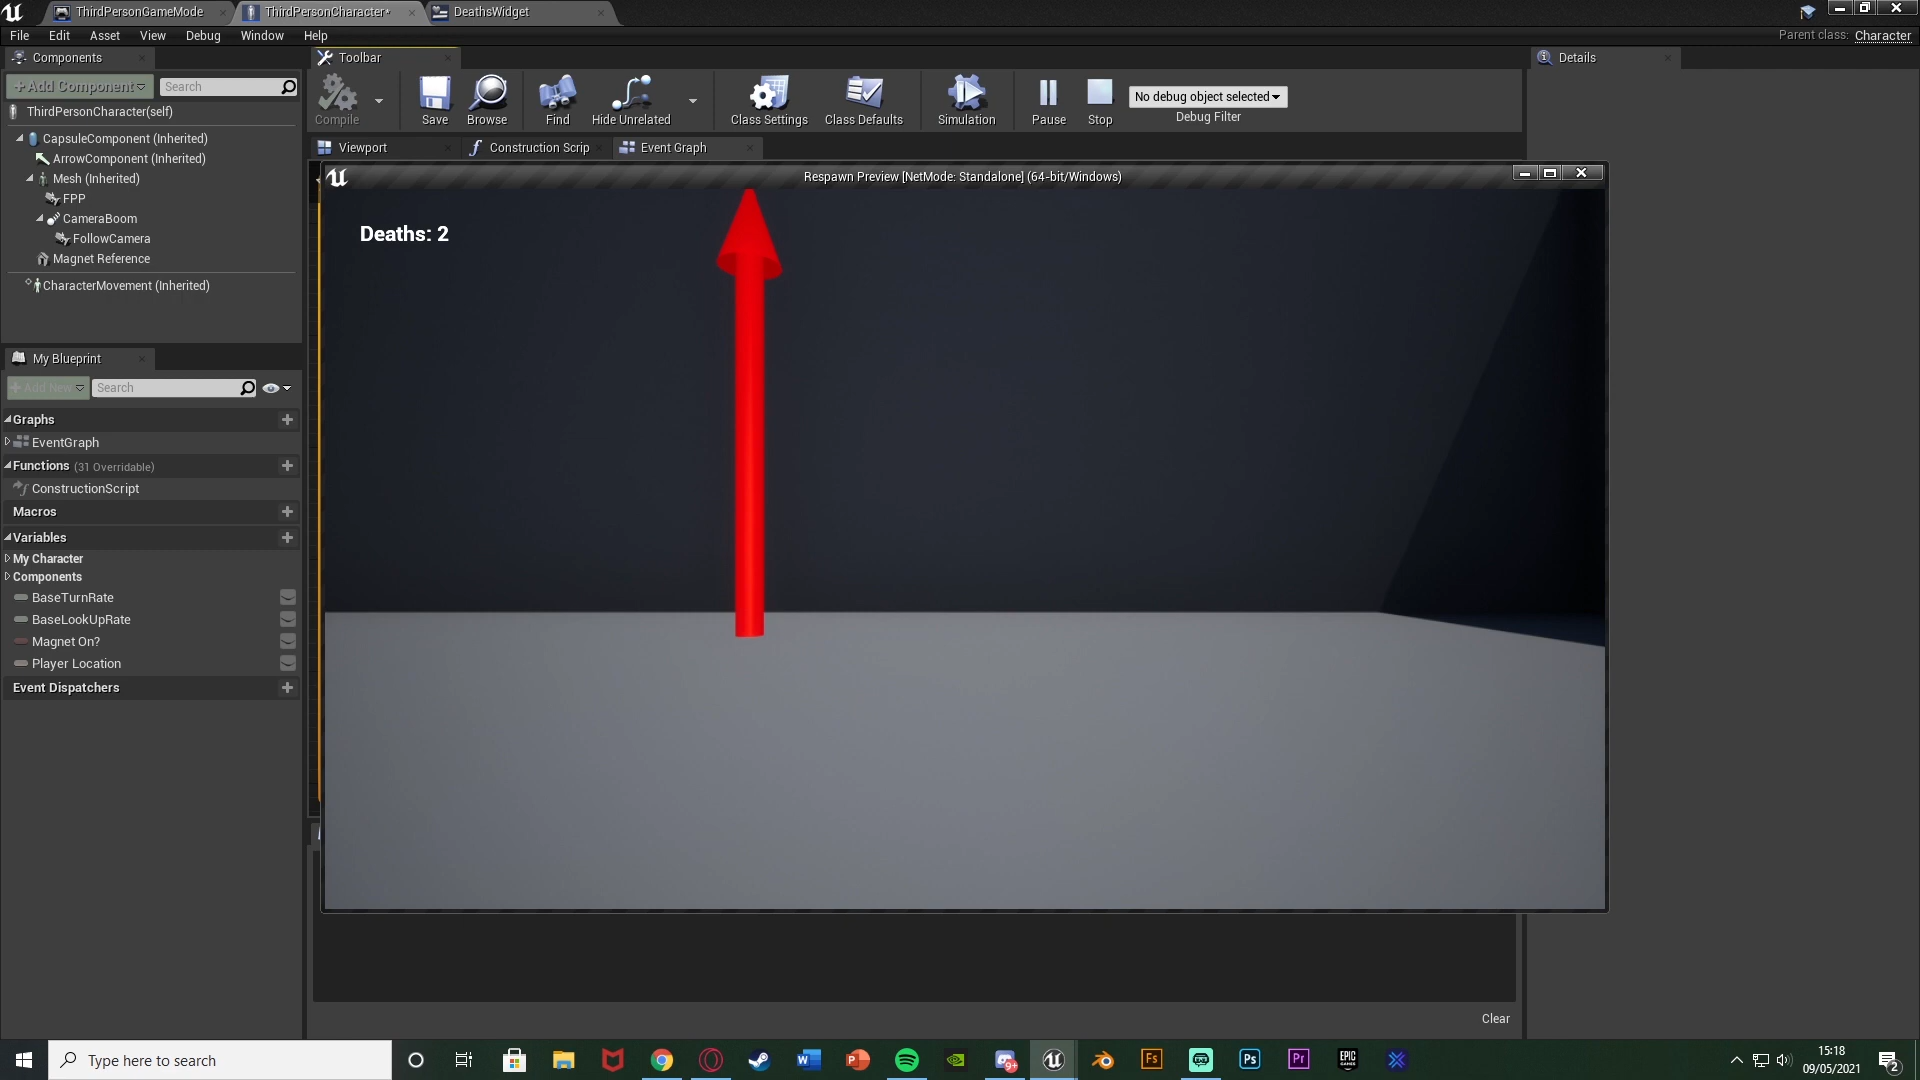 ThirdPersonGameMode
ThirdPersonCharacter*
DeathsWidget
File Edit Asset View Debug Window Help
Parent class: Character
Components
Toolbar
Details
+Add Component
Search
Compile
Save
Browse
Find
Hide Unrelated
Class Settings
Class Defaults
Simulation
Pause
Stop
No debug object selected
Debug Filter
ThirdPersonCharacter(self)
CapsuleComponent (Inherited)
ArrowComponent (Inherited)
Mesh (Inherited)
FPP
CameraBoom
FollowCamera
Magnet Reference
CharacterMovement (Inherited)
Viewport
Construction Scrip
Event Graph
Respawn Preview [NetMode: Standalone] (64-bit/Windows)
Deaths: 2
My Blueprint
+Add New
Search
Graphs
EventGraph
Functions (31 Overridable)
ConstructionScript
Macros
Variables
My Character
Components
BaseTurnRate
BaseLookUpRate
Magnet On?
Player Location
Event Dispatchers
Clear
Type here to search
15:18
09/05/2021